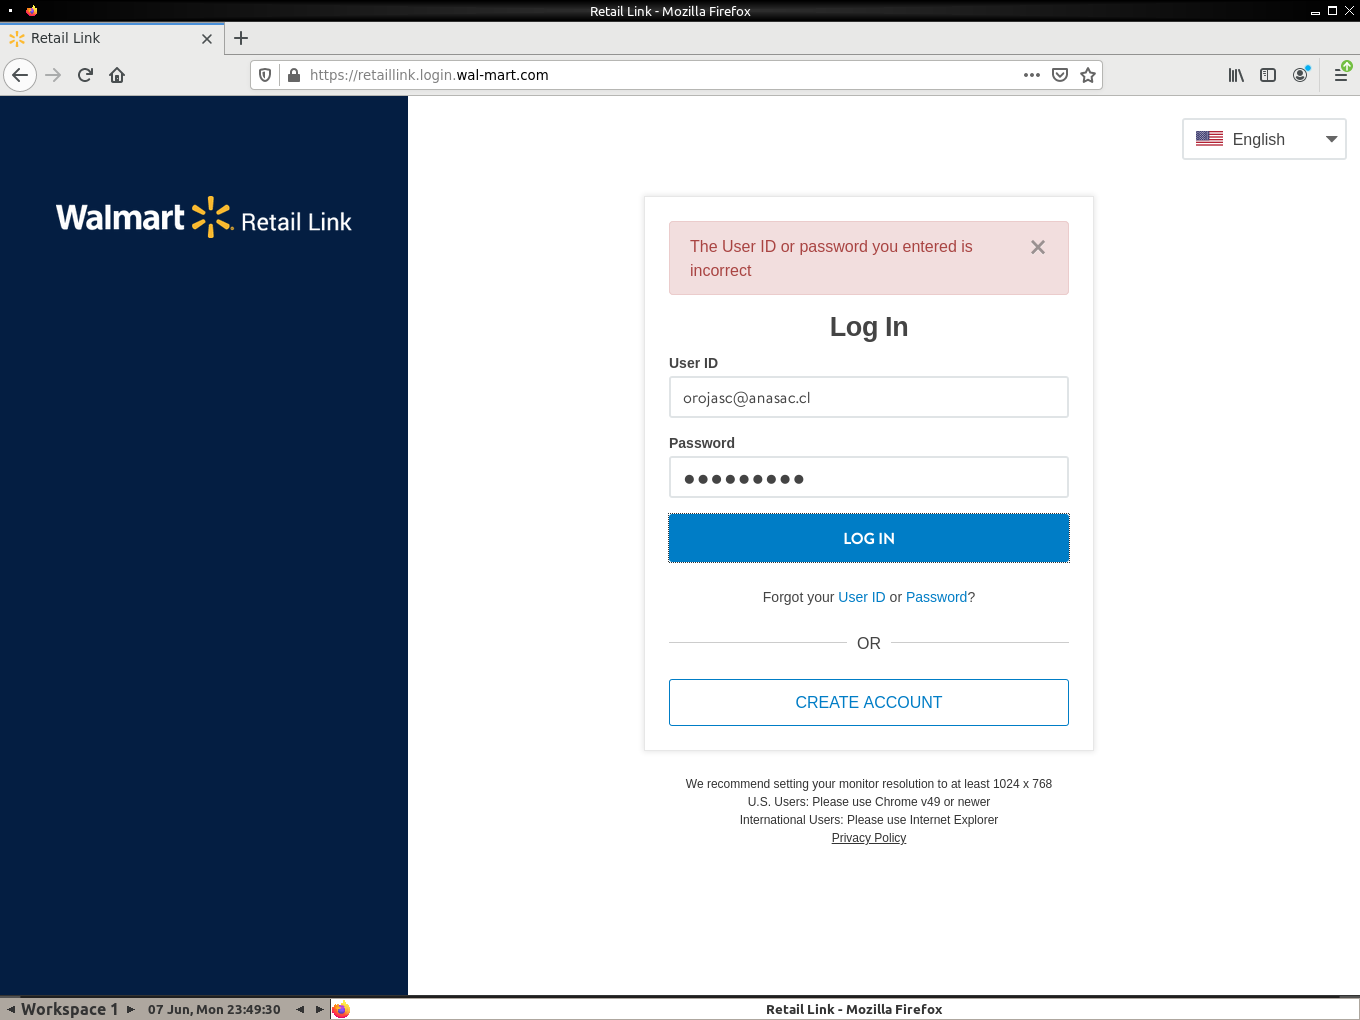 Retail Link - Mozilla Firefox
Retail Link
https://retaillink.login.wal-mart.com
English
Walmart Retail Link
The User ID or password you entered is
incorrect
Log In
User ID
orojasc@anasac.cl
Password
LOG IN
Forgot your User ID or Password?
OR
CREATE ACCOUNT
We recommend setting your monitor resolution to at least 1024 x 768
U.S. Users: Please use Chrome v49 or newer
International Users: Please use Internet Explorer
Privacy Policy
Workspace 1 07 Jun, Mon 23:49:30 Retail Link - Mozilla Firefox